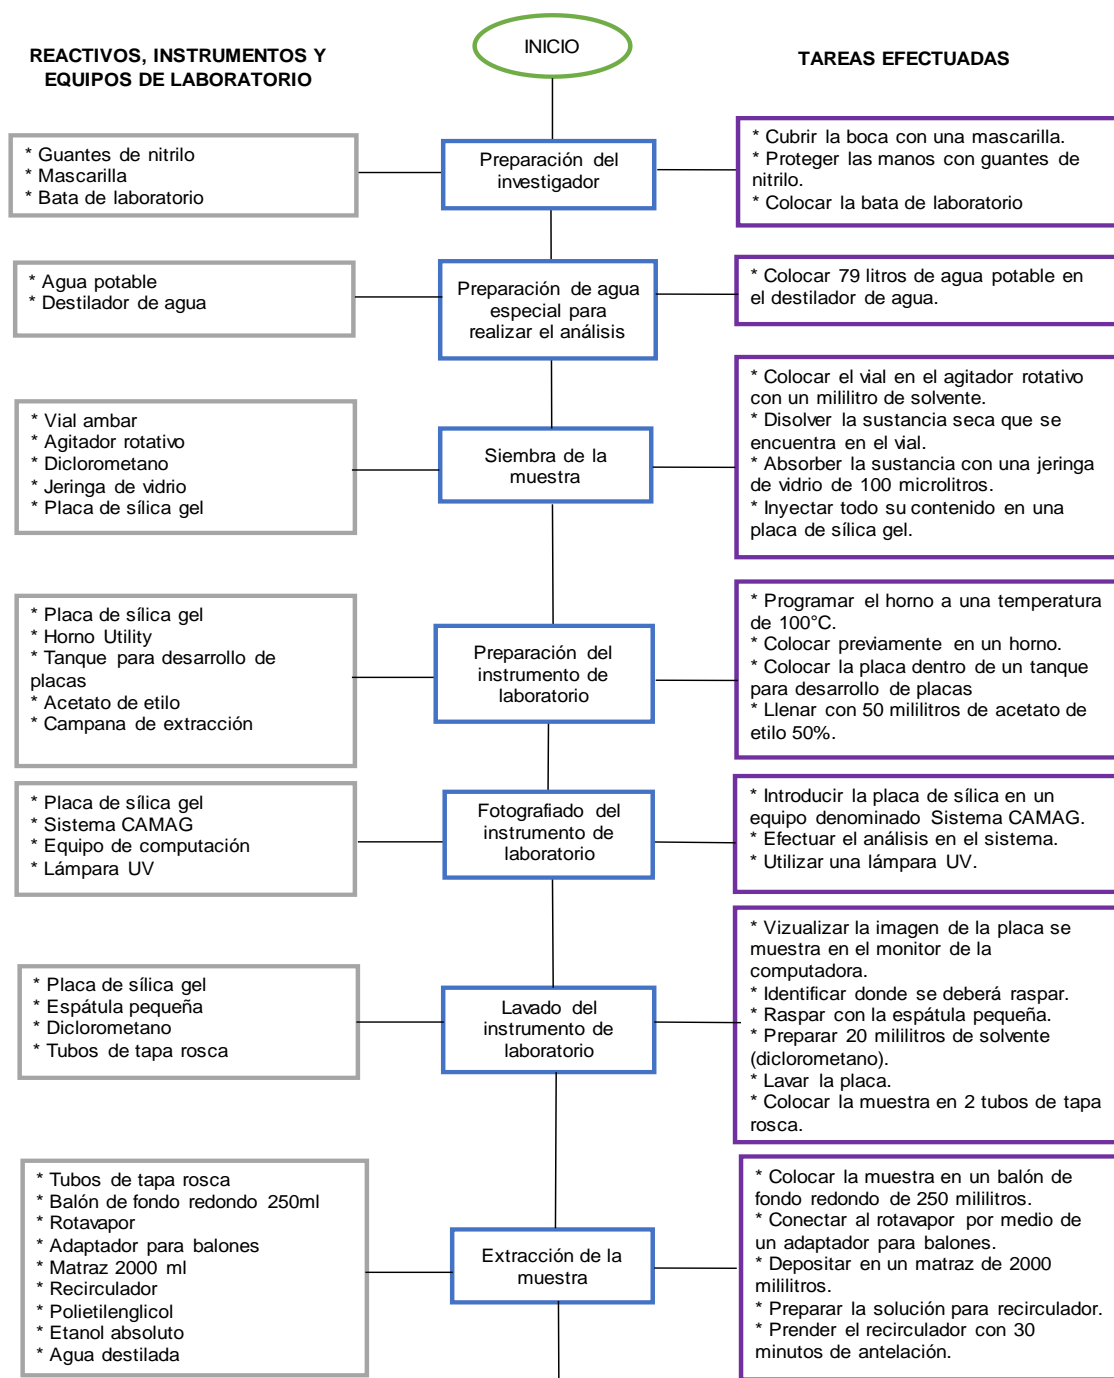 INICIO
REACTIVOS, INSTRUMENTOS Y
EQUIPOS DE LABORATORIO
TAREAS EFECTUADAS
* Guantes de nitrilo
* Mascarilla
* Bata de laboratorio
Preparación del
investigador
* Cubrir la boca con una mascarilla.
* Proteger las manos con guantes de
nitrilo.
* Colocar la bata de laboratorio
* Agua potable
* Destilador de agua
Preparación de agua
especial para
realizar el análisis
* Colocar 79 litros de agua potable en
el destilador de agua.
* Vial ambar
* Agitador rotativo
* Diclorometano
* Jeringa de vidrio
* Placa de sílica gel
Siembra de la
muestra
* Colocar el vial en el agitador rotativo
con un mililitro de solvente.
* Disolver la sustancia seca que se
encuentra en el vial.
* Absorber la sustancia con una jeringa
de vidrio de 100 microlitros.
* Inyectar todo su contenido en una
placa de sílica gel.
* Placa de sílica gel
* Horno Utility
* Tanque para desarrollo de
placas
* Acetato de etilo
* Campana de extracción
Preparación del
instrumento de
laboratorio
* Programar el horno a una temperatura
de 100°C.
* Colocar previamente en un horno.
* Colocar la placa dentro de un tanque
para desarrollo de placas
* Llenar con 50 mililitros de acetato de
etilo 50%.
* Placa de sílica gel
* Sistema CAMAG
* Equipo de computación
* Lámpara UV
Fotografiado del
instrumento de
laboratorio
* Introducir la placa de sílica en un
equipo denominado Sistema CAMAG.
* Efectuar el análisis en el sistema.
* Utilizar una lámpara UV.
* Placa de sílica gel
* Espátula pequeña
* Diclorometano
* Tubos de tapa rosca
Lavado del
instrumento de
laboratorio
* Vizualizar la imagen de la placa se
muestra en el monitor de la
computadora.
* Identificar donde se deberá raspar.
* Raspar con la espátula pequeña.
* Preparar 20 mililitros de solvente
(diclorometano).
* Lavar la placa.
* Colocar la muestra en 2 tubos de tapa
rosca.
* Tubos de tapa rosca
* Balón de fondo redondo 250ml
* Rotavapor
* Adaptador para balones
* Matraz 2000 ml
* Recirculador
* Polietilenglicol
* Etanol absoluto
* Agua destilada
Extracción de la
muestra
* Colocar la muestra en un balón de
fondo redondo de 250 mililitros.
* Conectar al rotavapor por medio de
un adaptador para balones.
* Depositar en un matraz de 2000
mililitros.
* Preparar la solución para recirculador.
* Prender el recirculador con 30
minutos de antelación.